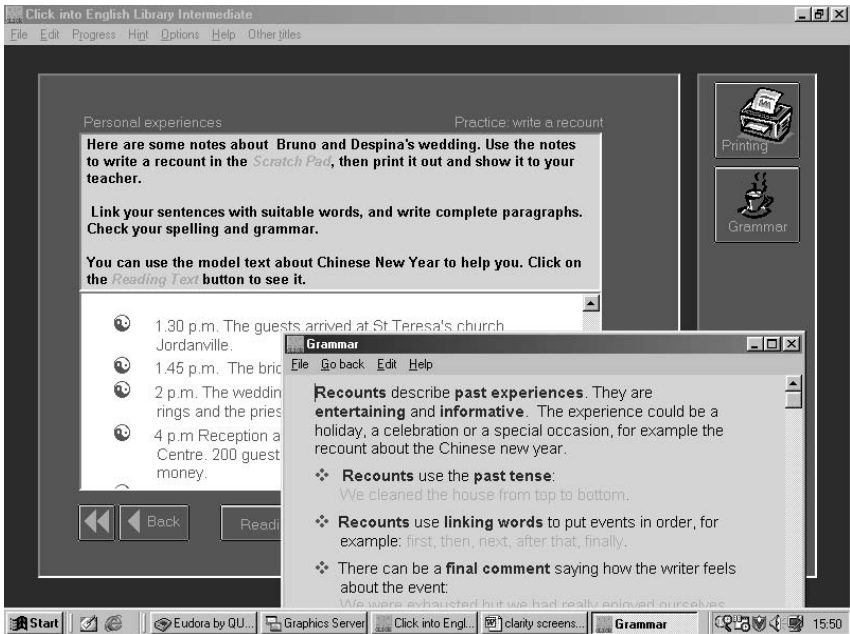 Click into English Library Intermediate
File Edit Progress Hint Options Help Other titles
Personal experiences Practice: write a recount
Here are some notes about Bruno and Despina's wedding. Use the notes
to write a recount in the Scratch Pad, then print it out and show it to your
teacher.
Link your sentences with suitable words, and write complete paragraphs.
Check your spelling and grammar.
You can use the model text about Chinese New Year to help you. Click on
the Reading Text button to see it.
Printing
Grammar
1.30 p.m. The guests arrived at St Teresa's church
Jordanville.
1.45 p.m. The bric
2 p.m. The weddin
rings and the pries
4 p.m Reception a
Centre. 200 guest
money.
Back
Readi
Grammar
File Go back Edit Help
Recounts describe past experiences. They are
entertaining and informative. The experience could be a
holiday, a celebration or a special occasion, for example the
recount about the Chinese new year.
Recounts use the past tense:
We cleaned the house from top to bottom.
Recounts use linking words to put events in order, for
example: first, then, next, after that, finally.
There can be a final comment saying how the writer feels
about the event:
We were exhausted but we had really enjoyed ourselves
Start Eudora by QU... Graphics Server Click into Engl... clarity screens... Grammar 15:50